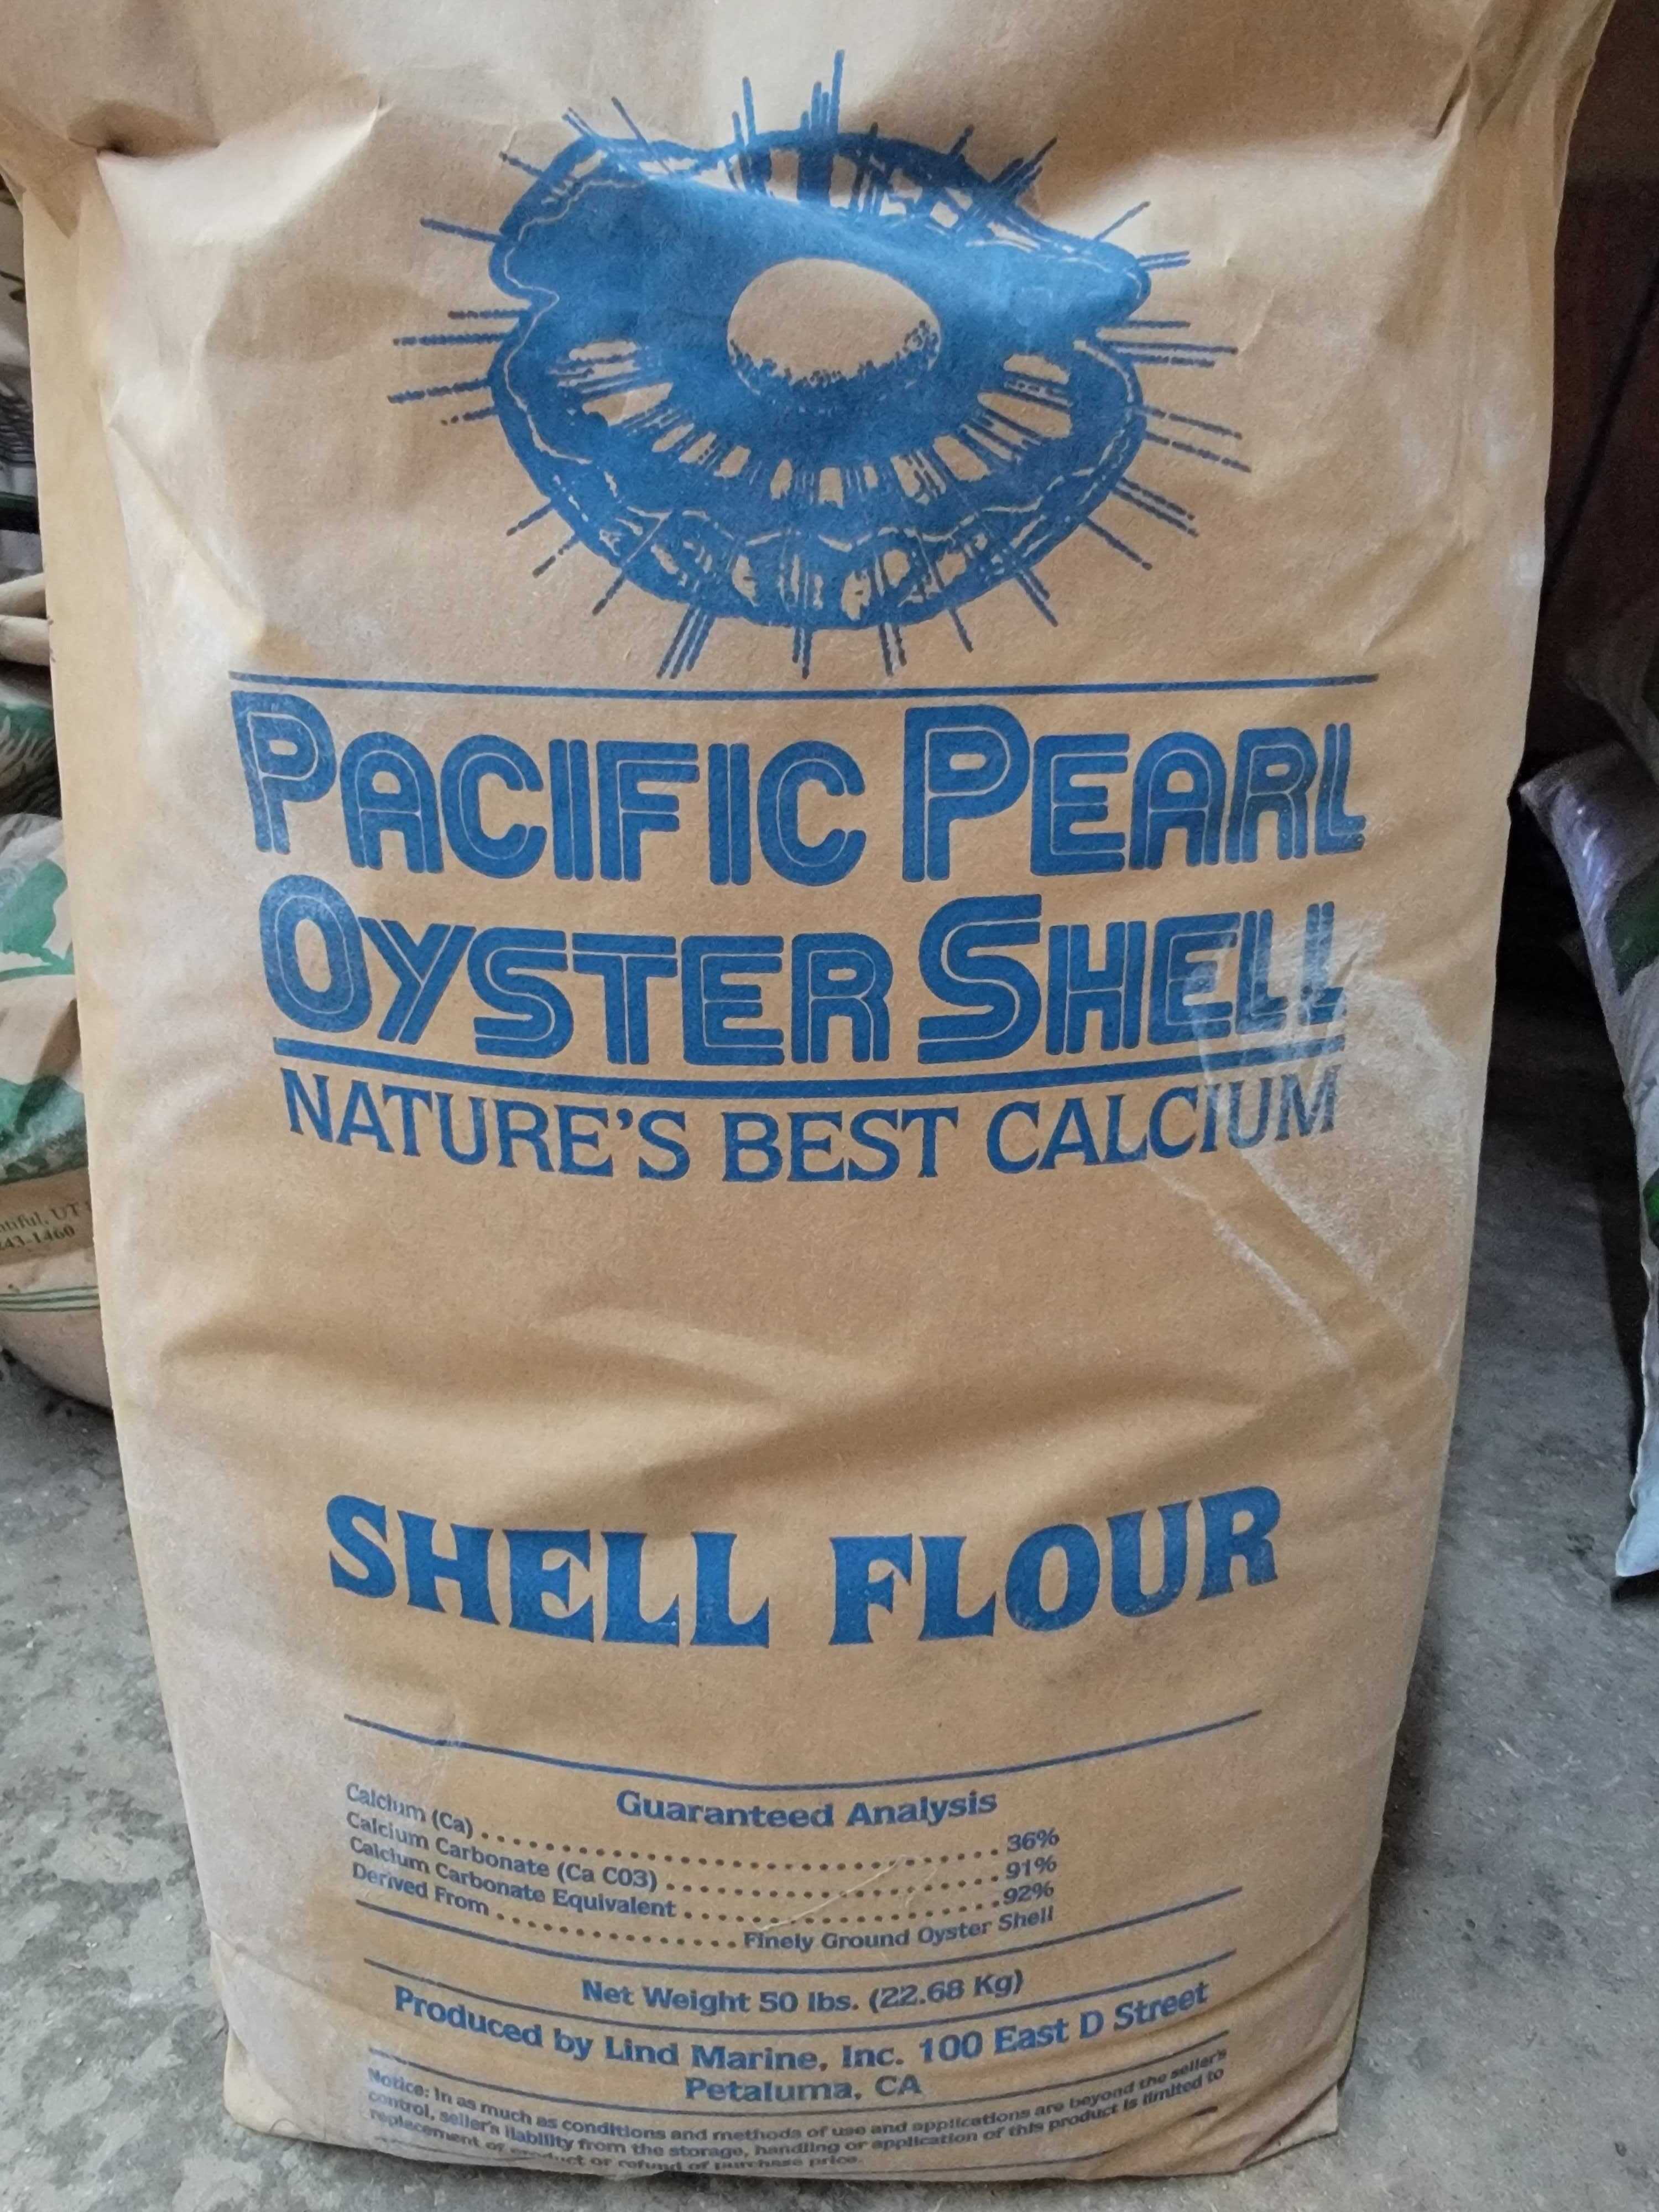 PACIFIC PEARL
OYSTER SHELL
NATURE'S BEST CALCIUM
SHELL FLOUR
Guaranteed Analysis
Calcium (Ca) ........ 36%
Calcium Carbonate (Ca C03) ........ 91%
Calcium Carbonate Equivalent ........ 92%
Derived From ........ Finely Ground Oyster Shell
Net Weight 50 lbs. (22.68 Kg)
Produced by Lind Marine, Inc. 100 East D Street
Petaluma, CA
Notice: In as much as conditions and methods of use and applications are beyond the seller's
control, seller's liability from the storage, handling or application of this product is limited to
replacement of product or refund of purchase price.
UT
243-1460